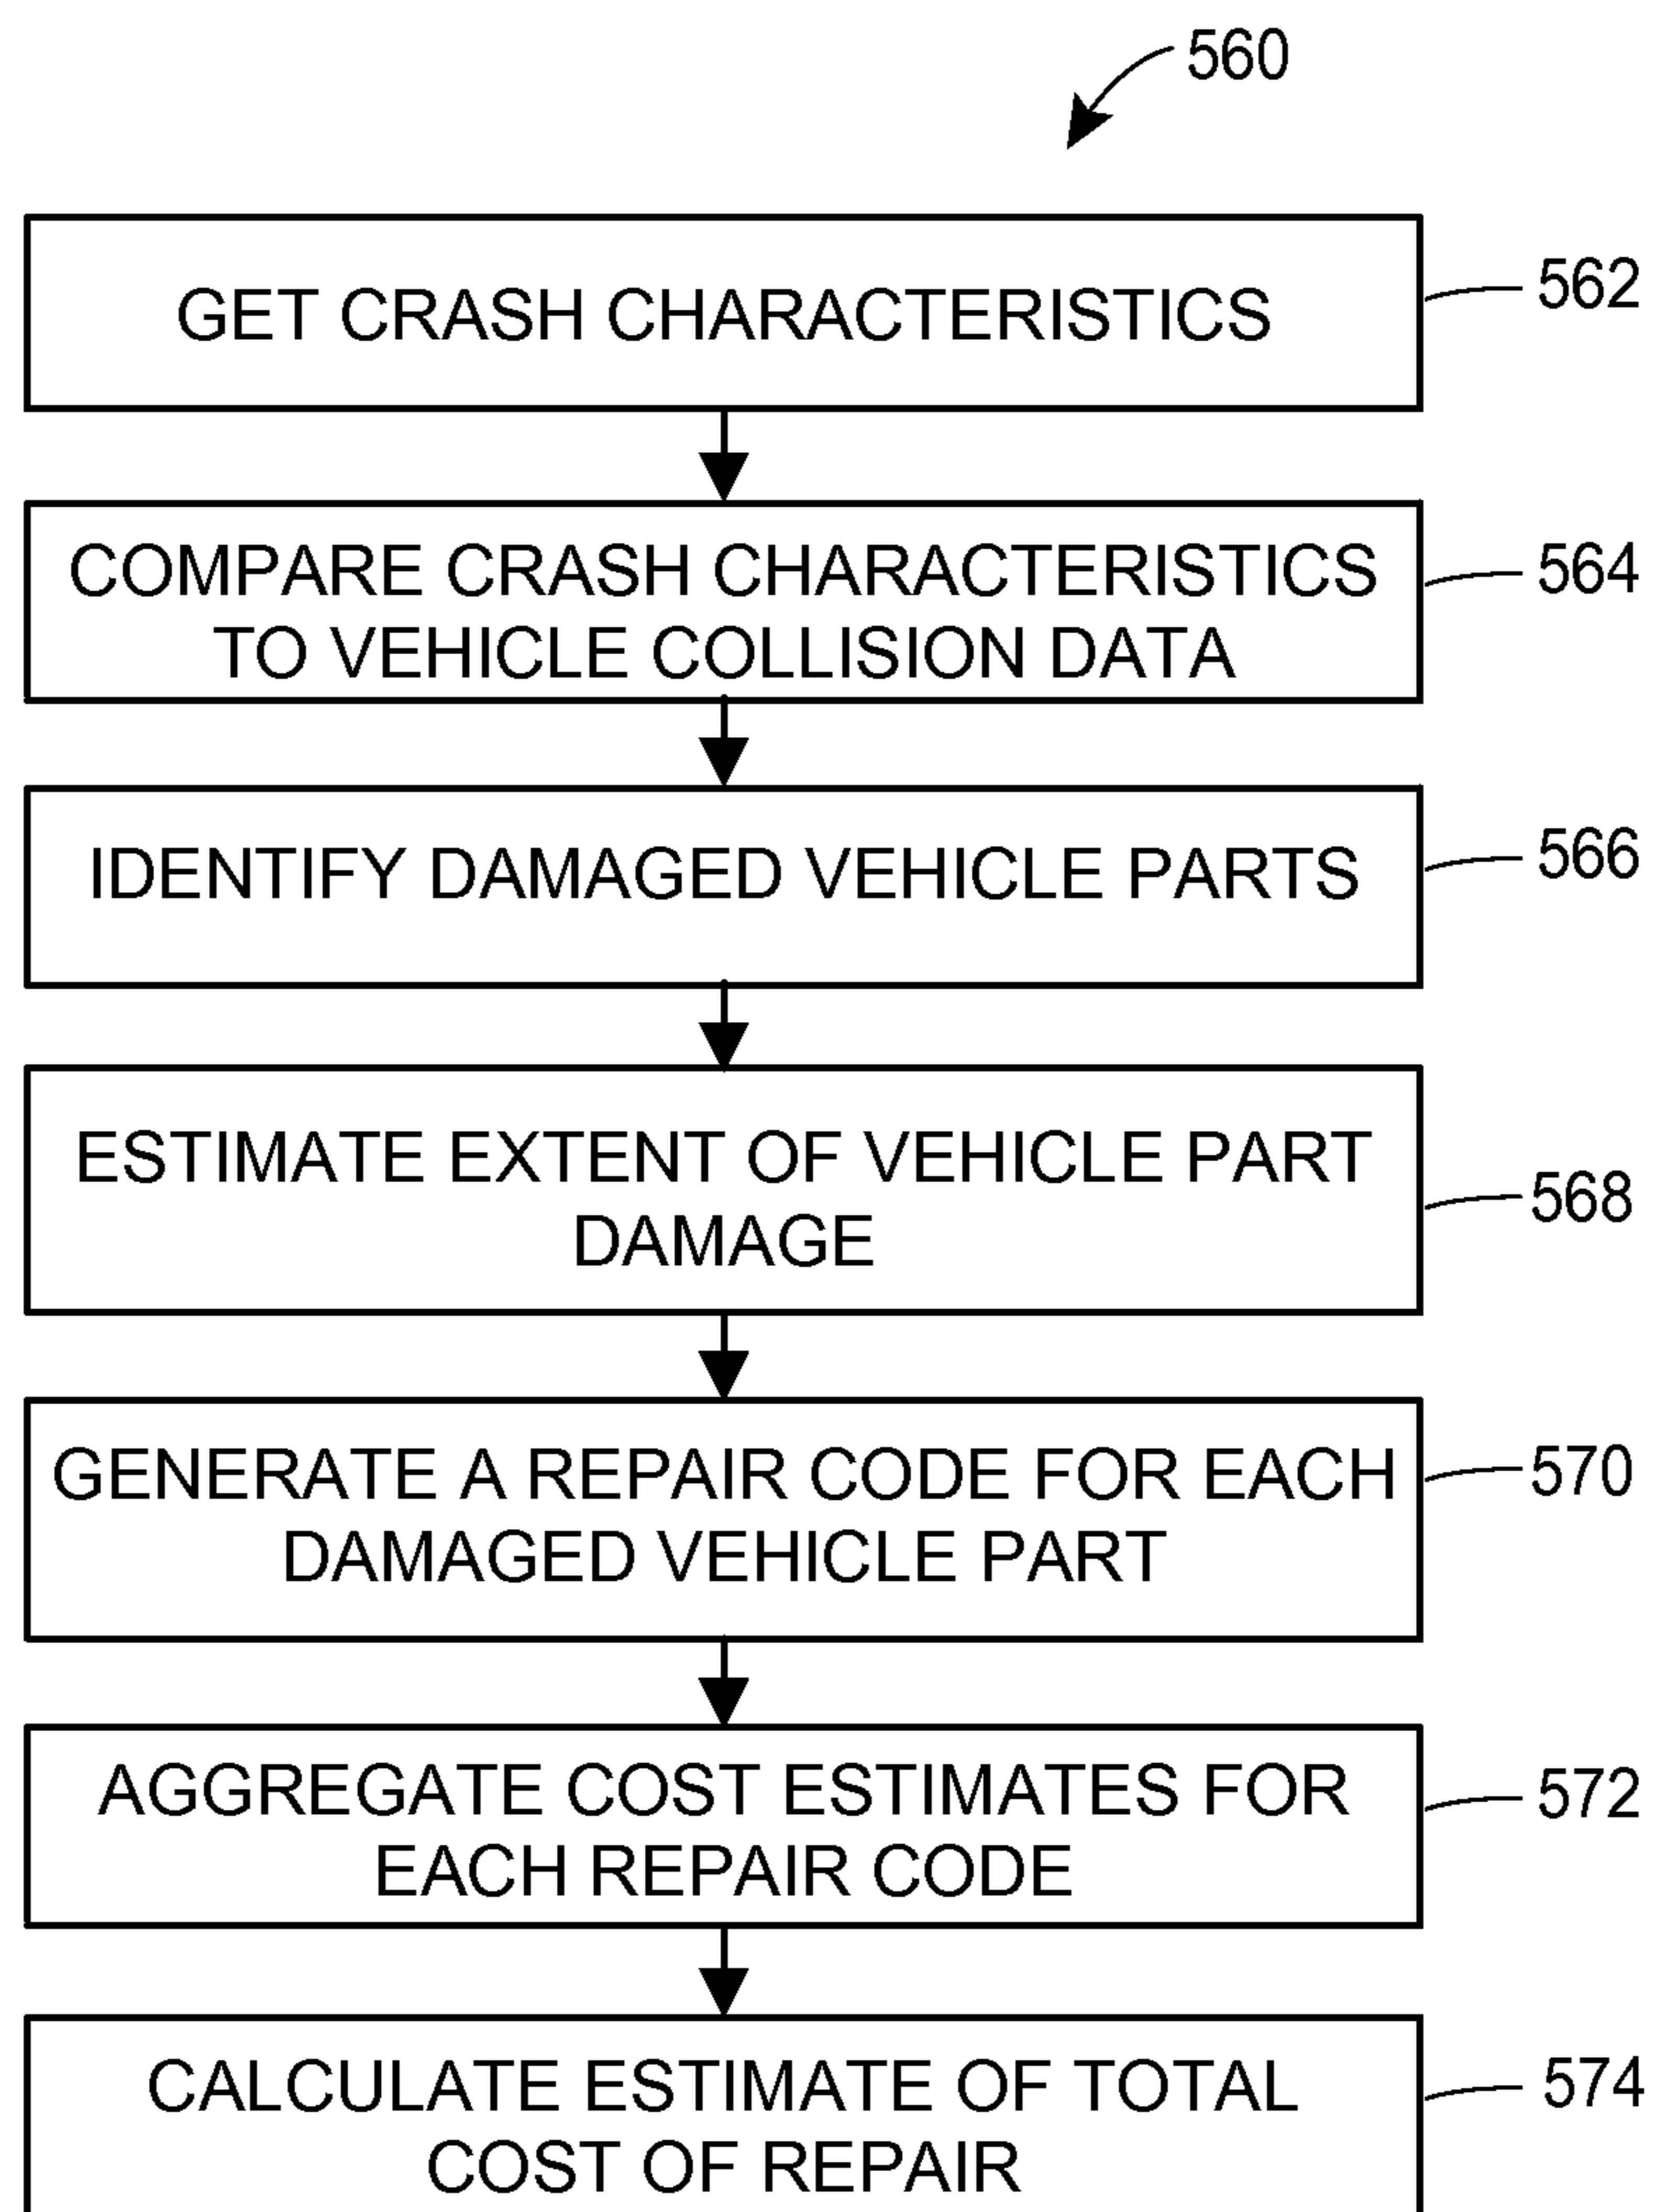 560
GET CRASH CHARACTERISTICS
562
COMPARE CRASH CHARACTERISTICS
TO VEHICLE COLLISION DATA
564
IDENTIFY DAMAGED VEHICLE PARTS
566
ESTIMATE EXTENT OF VEHICLE PART
DAMAGE
568
GENERATE A REPAIR CODE FOR EACH
DAMAGED VEHICLE PART
570
AGGREGATE COST ESTIMATES FOR
EACH REPAIR CODE
572
CALCULATE ESTIMATE OF TOTAL
COST OF REPAIR
574